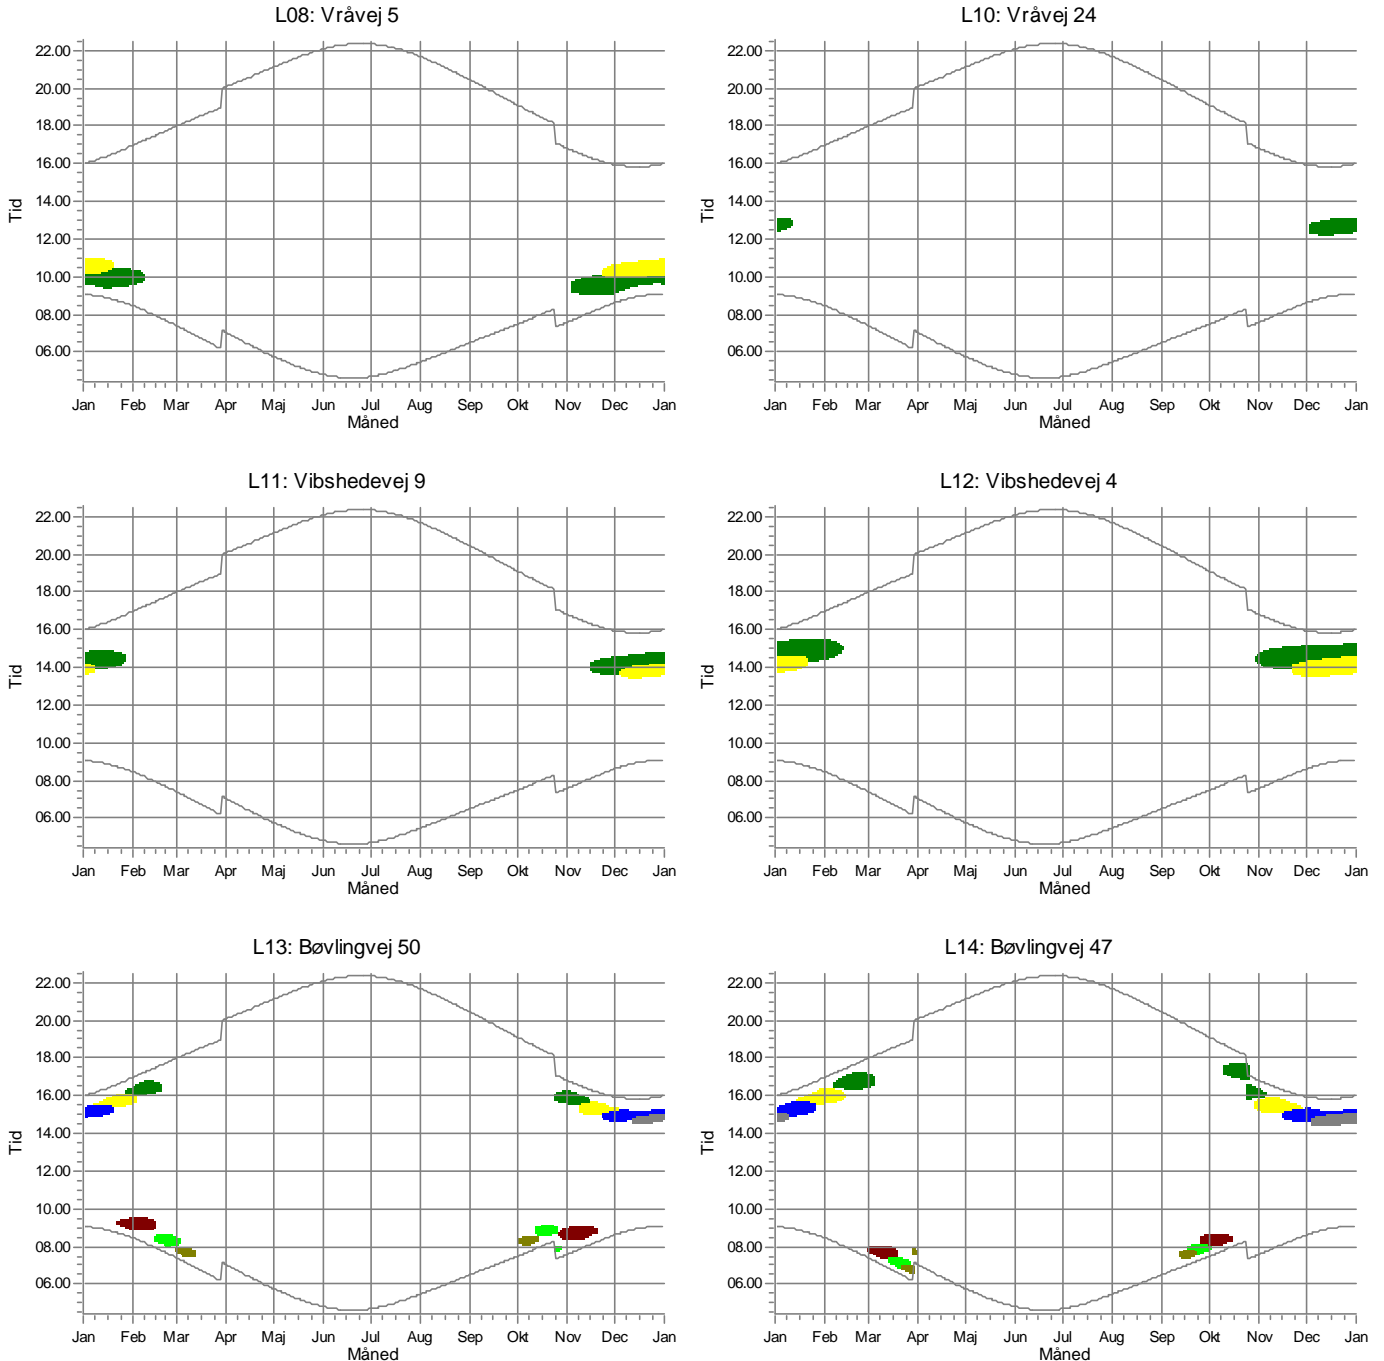 L08: Vråvej 5
22.00
20.00
18.00
16.00
14.00
12.00
10.00
08.00
06.00
Tid
Jan Feb Mar Apr Maj Jun Jul Aug Sep Okt Nov Dec Jan
Måned
L10: Vråvej 24
22.00
20.00
18.00
16.00
14.00
12.00
10.00
08.00
06.00
Tid
Jan Feb Mar Apr Maj Jun Jul Aug Sep Okt Nov Dec Jan
Måned
L11: Vibshedevej 9
22.00
20.00
18.00
16.00
14.00
12.00
10.00
08.00
06.00
Tid
Jan Feb Mar Apr Maj Jun Jul Aug Sep Okt Nov Dec Jan
Måned
L12: Vibshedevej 4
22.00
20.00
18.00
16.00
14.00
12.00
10.00
08.00
06.00
Tid
Jan Feb Mar Apr Maj Jun Jul Aug Sep Okt Nov Dec Jan
Måned
L13: Bøvlingvej 50
22.00
20.00
18.00
16.00
14.00
12.00
10.00
08.00
06.00
Tid
Jan Feb Mar Apr Maj Jun Jul Aug Sep Okt Nov Dec Jan
Måned
L14: Bøvlingvej 47
22.00
20.00
18.00
16.00
14.00
12.00
10.00
08.00
06.00
Tid
Jan Feb Mar Apr Maj Jun Jul Aug Sep Okt Nov Dec Jan
Måned